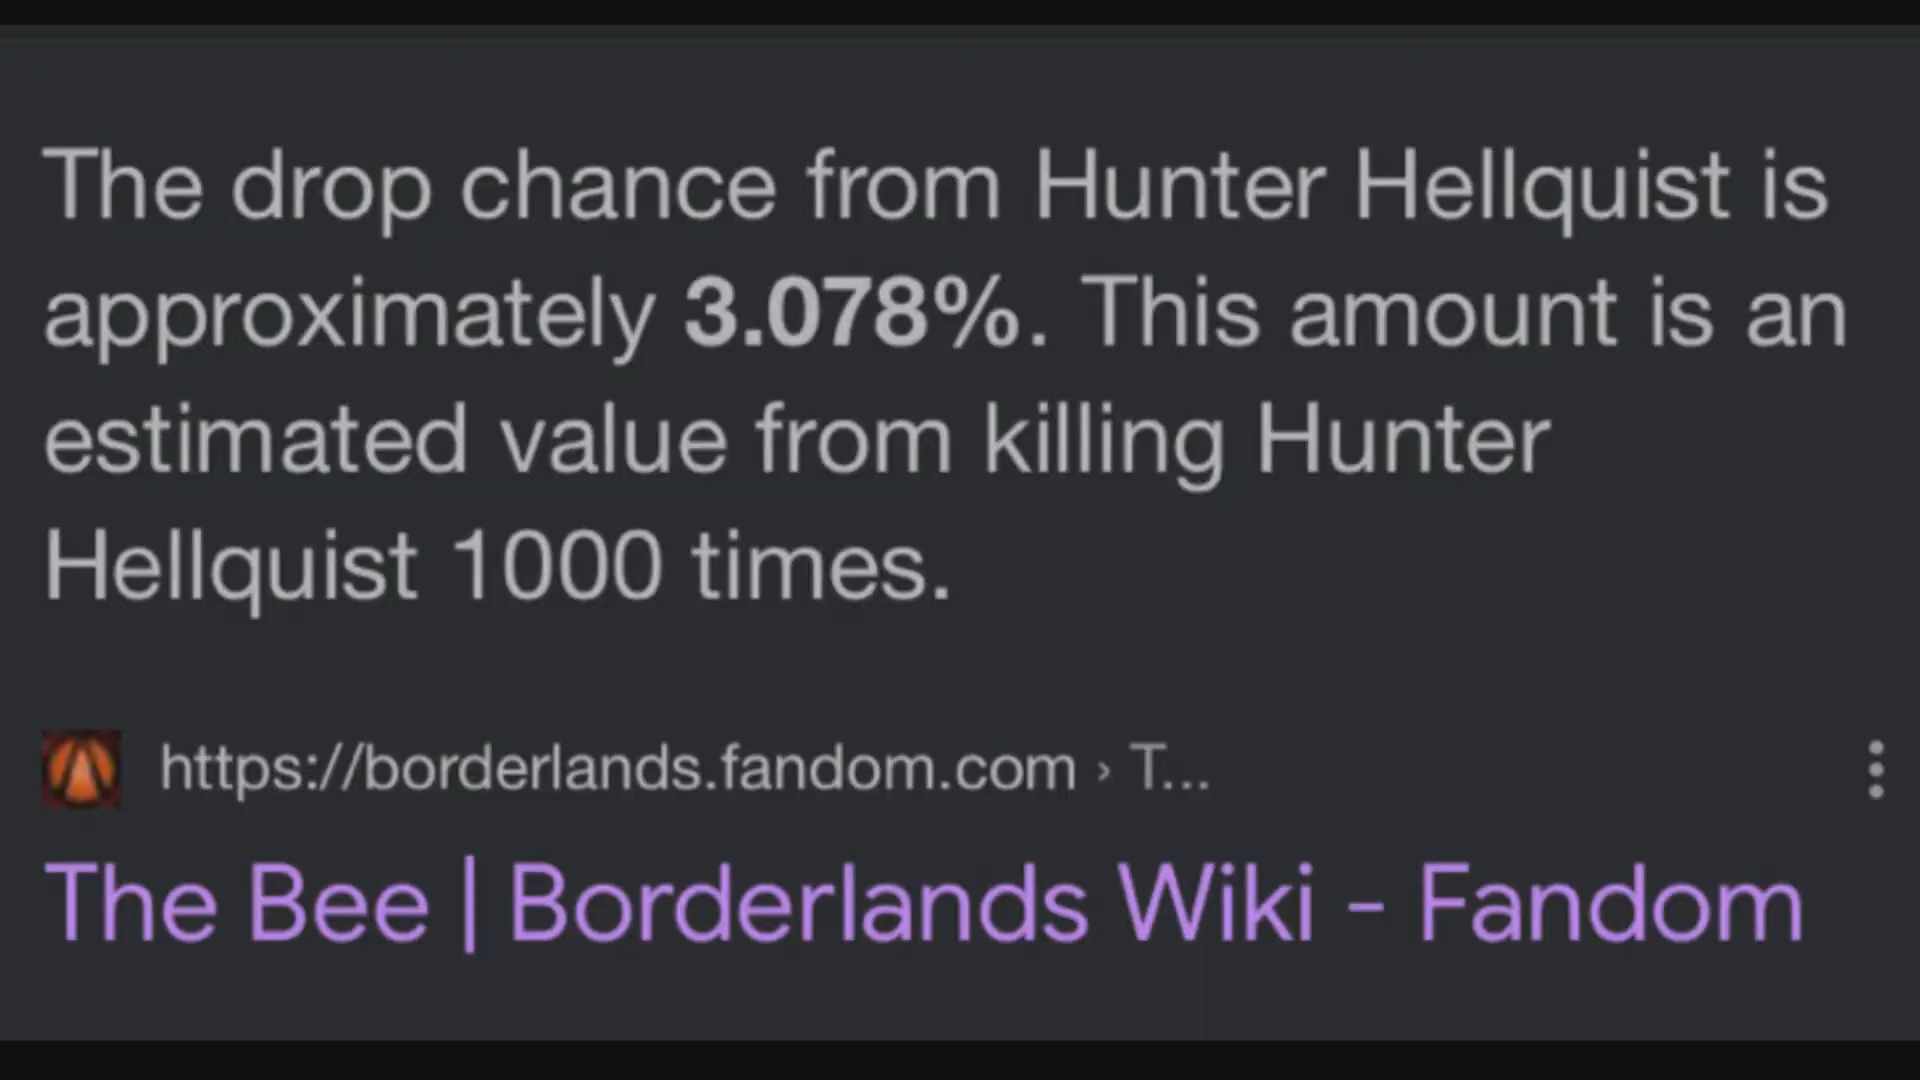 The drop chance from Hunter Hellquist is
approximately 3.078%. This amount is an
estimated value from killing Hunter
Hellquist 1000 times.
https://borderlands.fandom.com › T...
The Bee | Borderlands Wiki - Fandom